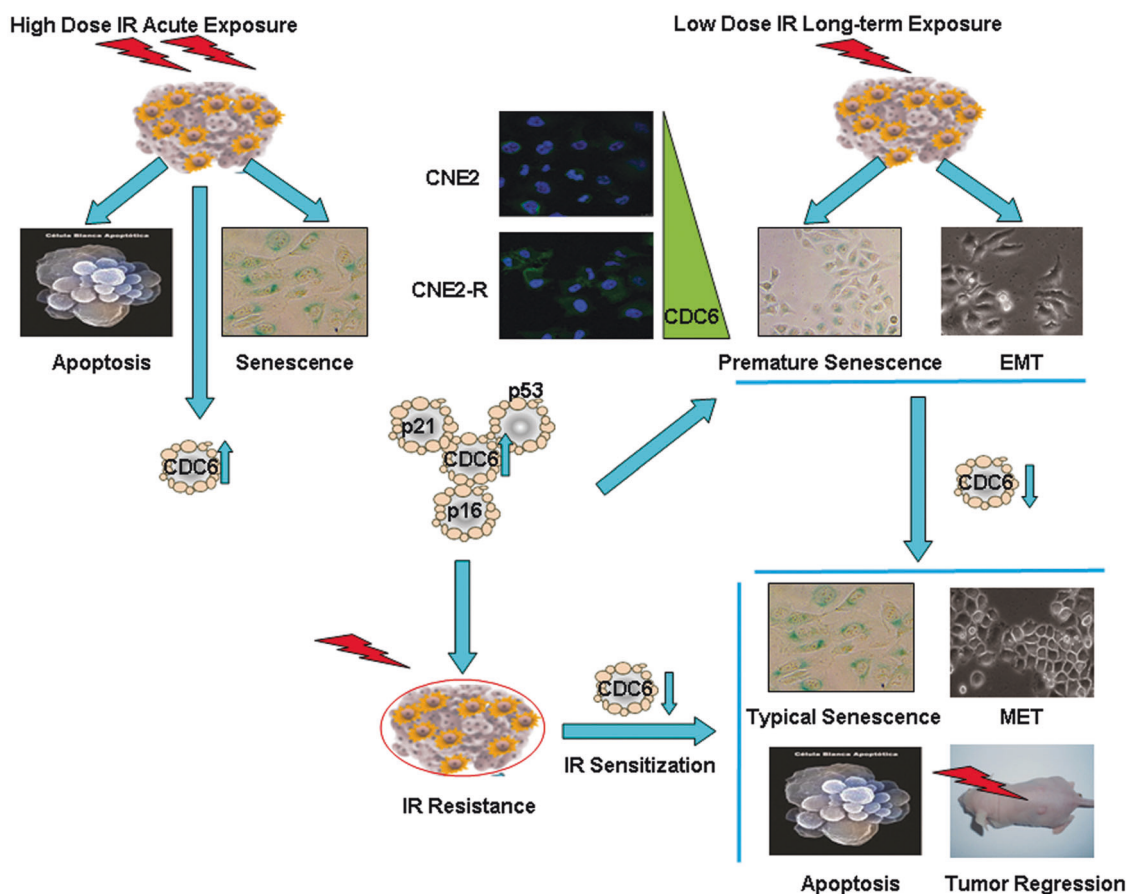 High Dose IR Acute Exposure
Low Dose IR Long-term Exposure
CNE2
CNE2-R
CDC6
Célula Blanca Apoptótica
Apoptosis
Senescence
Premature Senescence
EMT
CDC6
p53
p21
CDC6
p16
CDC6
CDC6
IR Sensitization
IR Resistance
Typical Senescence
MET
Célula Blanca Apoptótica
Apoptosis
Tumor Regression